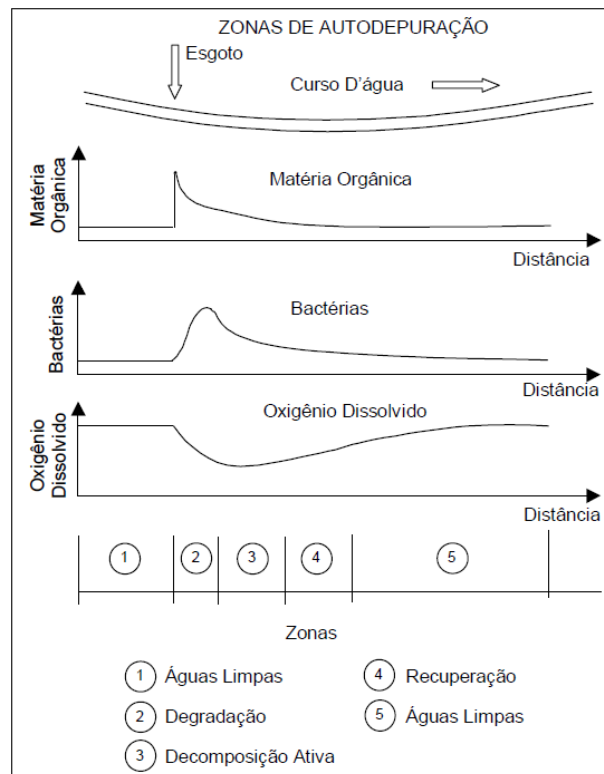 ZONAS DE AUTODEPURAÇÃO
Esgoto
Curso D'água
Matéria
Orgânica
Matéria Orgânica
Distância
Bactérias
Bactérias
Distância
Oxigênio
Dissolvido
Oxigênio Dissolvido
Distância
1 2 3 4 5
Zonas
1 Águas Limpas
4 Recuperação
2 Degradação
5 Águas Limpas
3 Decomposição Ativa